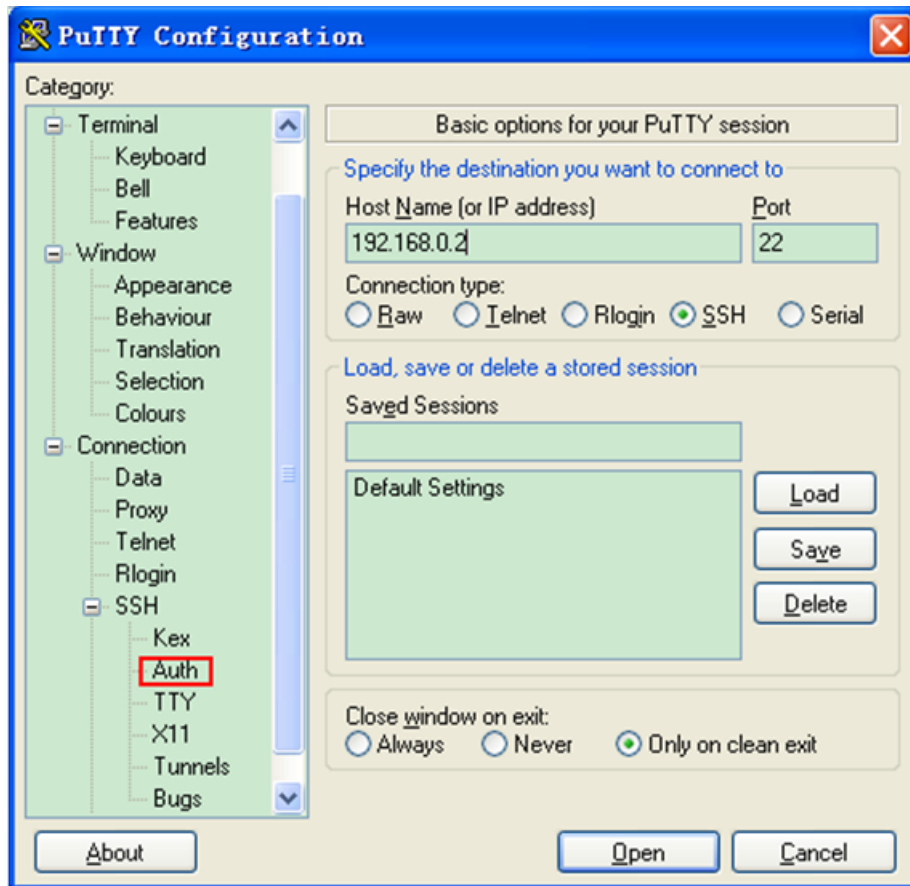 PuTTY Configuration
Category:
Terminal
Keyboard
Bell
Features
Window
Appearance
Behaviour
Translation
Selection
Colours
Connection
Data
Proxy
Telnet
Rlogin
SSH
Kex
Auth
TTY
X11
Tunnels
Bugs
Basic options for your PuTTY session
Specify the destination you want to connect to
Host Name (or IP address) Port
192.168.0.2 22
Connection type:
Raw Telnet Rlogin SSH Serial
Load, save or delete a stored session
Saved Sessions
Default Settings
Load
Save
Delete
Close window on exit:
Always Never Only on clean exit
About Open Cancel